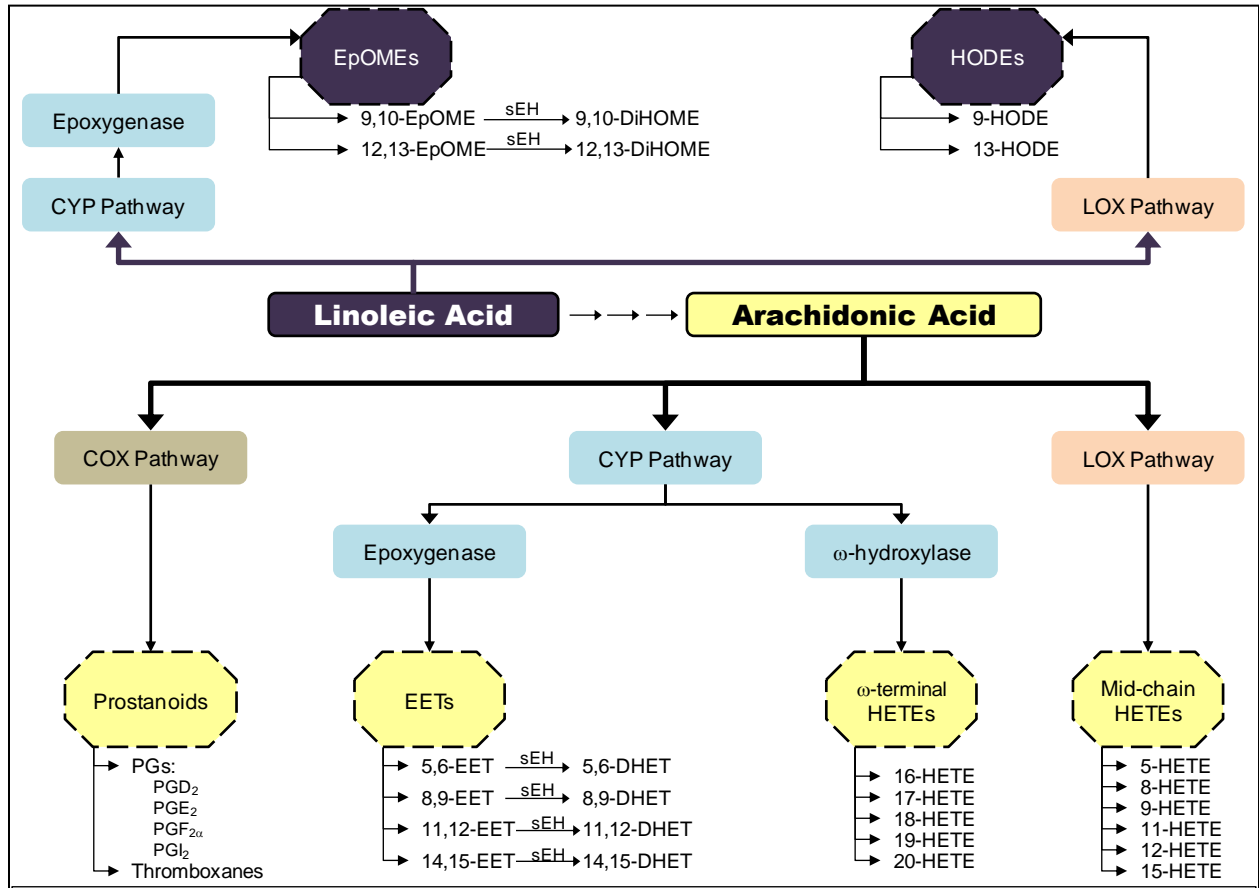 EpOMEs
HODEs
Epoxygenase
9,10-EpOME sEH 9,10-DiHOME
9-HODE
12,13-EpOME sEH 12,13-DiHOME
13-HODE
CYP Pathway
LOX Pathway
Linoleic Acid
Arachidonic Acid
COX Pathway
CYP Pathway
LOX Pathway
Epoxygenase
ω-hydroxylase
Prostanoids
EETs
ω-terminal
HETEs
Mid-chain
HETEs
PGs:
PGD₂
PGE₂
PGF₂α
PGI₂
Thromboxanes
5,6-EET sEH 5,6-DHET
8,9-EET sEH 8,9-DHET
11,12-EET sEH 11,12-DHET
14,15-EET sEH 14,15-DHET
16-HETE
17-HETE
18-HETE
19-HETE
20-HETE
5-HETE
8-HETE
9-HETE
11-HETE
12-HETE
15-HETE